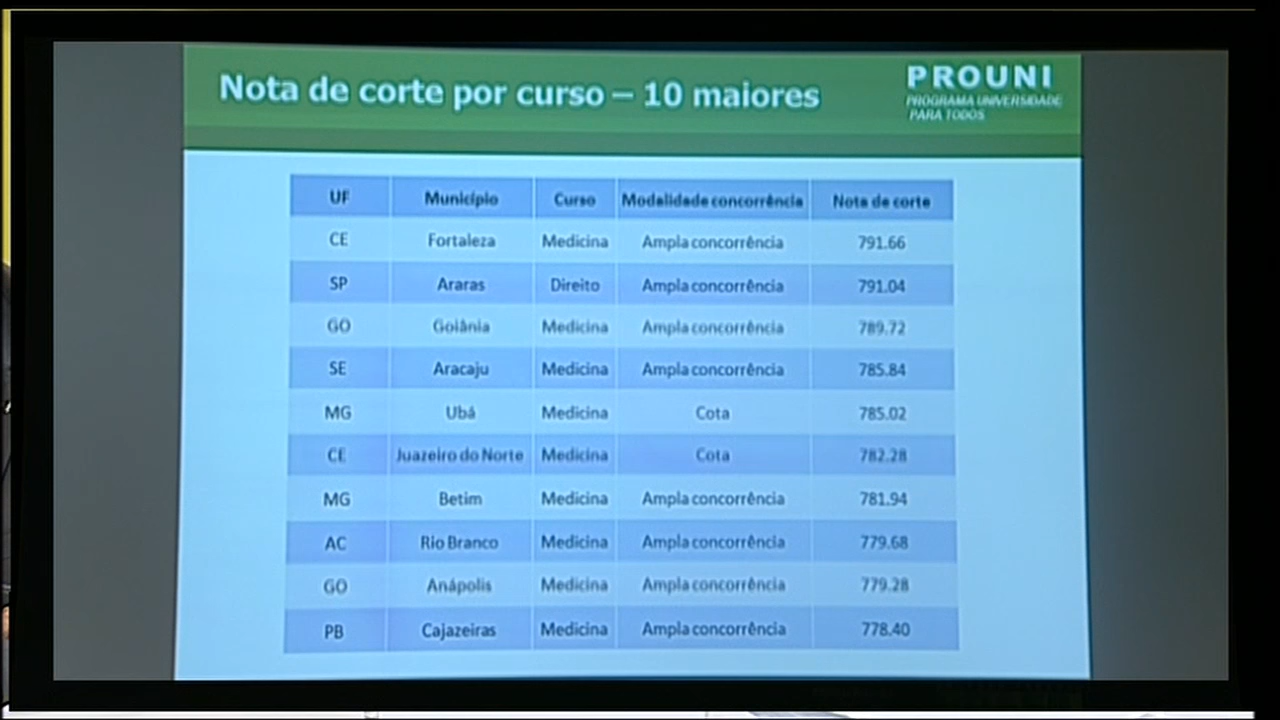 Nota de corte por curso – 10 maiores
PROUNI
PROGRAMA UNIVERSIDADE
PARA TODOS
UF Município Curso Modalidade concorrência Nota de corte
CE Fortaleza Medicina Ampla concorrência 791.66
SP Araras Direito Ampla concorrência 791.04
GO Goiânia Medicina Ampla concorrência 789.72
SE Aracaju Medicina Ampla concorrência 785.84
MG Ubá Medicina Cota 785.02
CE Juazeiro do Norte Medicina Cota 782.28
MG Betim Medicina Ampla concorrência 781.94
AC Rio Branco Medicina Ampla concorrência 779.68
GO Anápolis Medicina Ampla concorrência 779.28
PB Cajazeiras Medicina Ampla concorrência 778.40